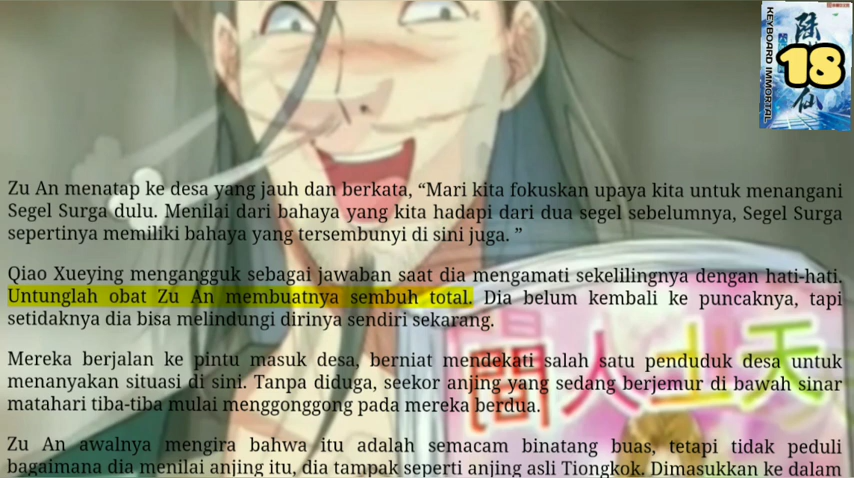 陸
仙
KEYBOARD IMMORTAL
18
Zu An menatap ke desa yang jauh dan berkata, “Mari kita fokuskan upaya kita untuk menangani
Segel Surga dulu. Menilai dari bahaya yang kita hadapi dari dua segel sebelumnya, Segel Surga
sepertinya memiliki bahaya yang tersembunyi di sini juga. ”
Qiao Xueying mengangguk sebagai jawaban saat dia mengamati sekelilingnya dengan hati-hati.
Untunglah obat Zu An membuatnya sembuh total. Dia belum kembali ke puncaknya, tapi
setidaknya dia bisa melindungi dirinya sendiri sekarang.
Mereka berjalan ke pintu masuk desa, berniat mendekati salah satu penduduk desa untuk
menanyakan situasi di sini. Tanpa diduga, seekor anjing yang sedang berjemur di bawah sinar
matahari tiba-tiba mulai menggonggong pada mereka berdua.
間人上天
Zu An awalnya mengira bahwa itu adalah semacam binatang buas, tetapi tidak peduli
bagaimana dia menilai anjing itu, dia tampak seperti anjing asli Tiongkok. Dimasukkan ke dalam